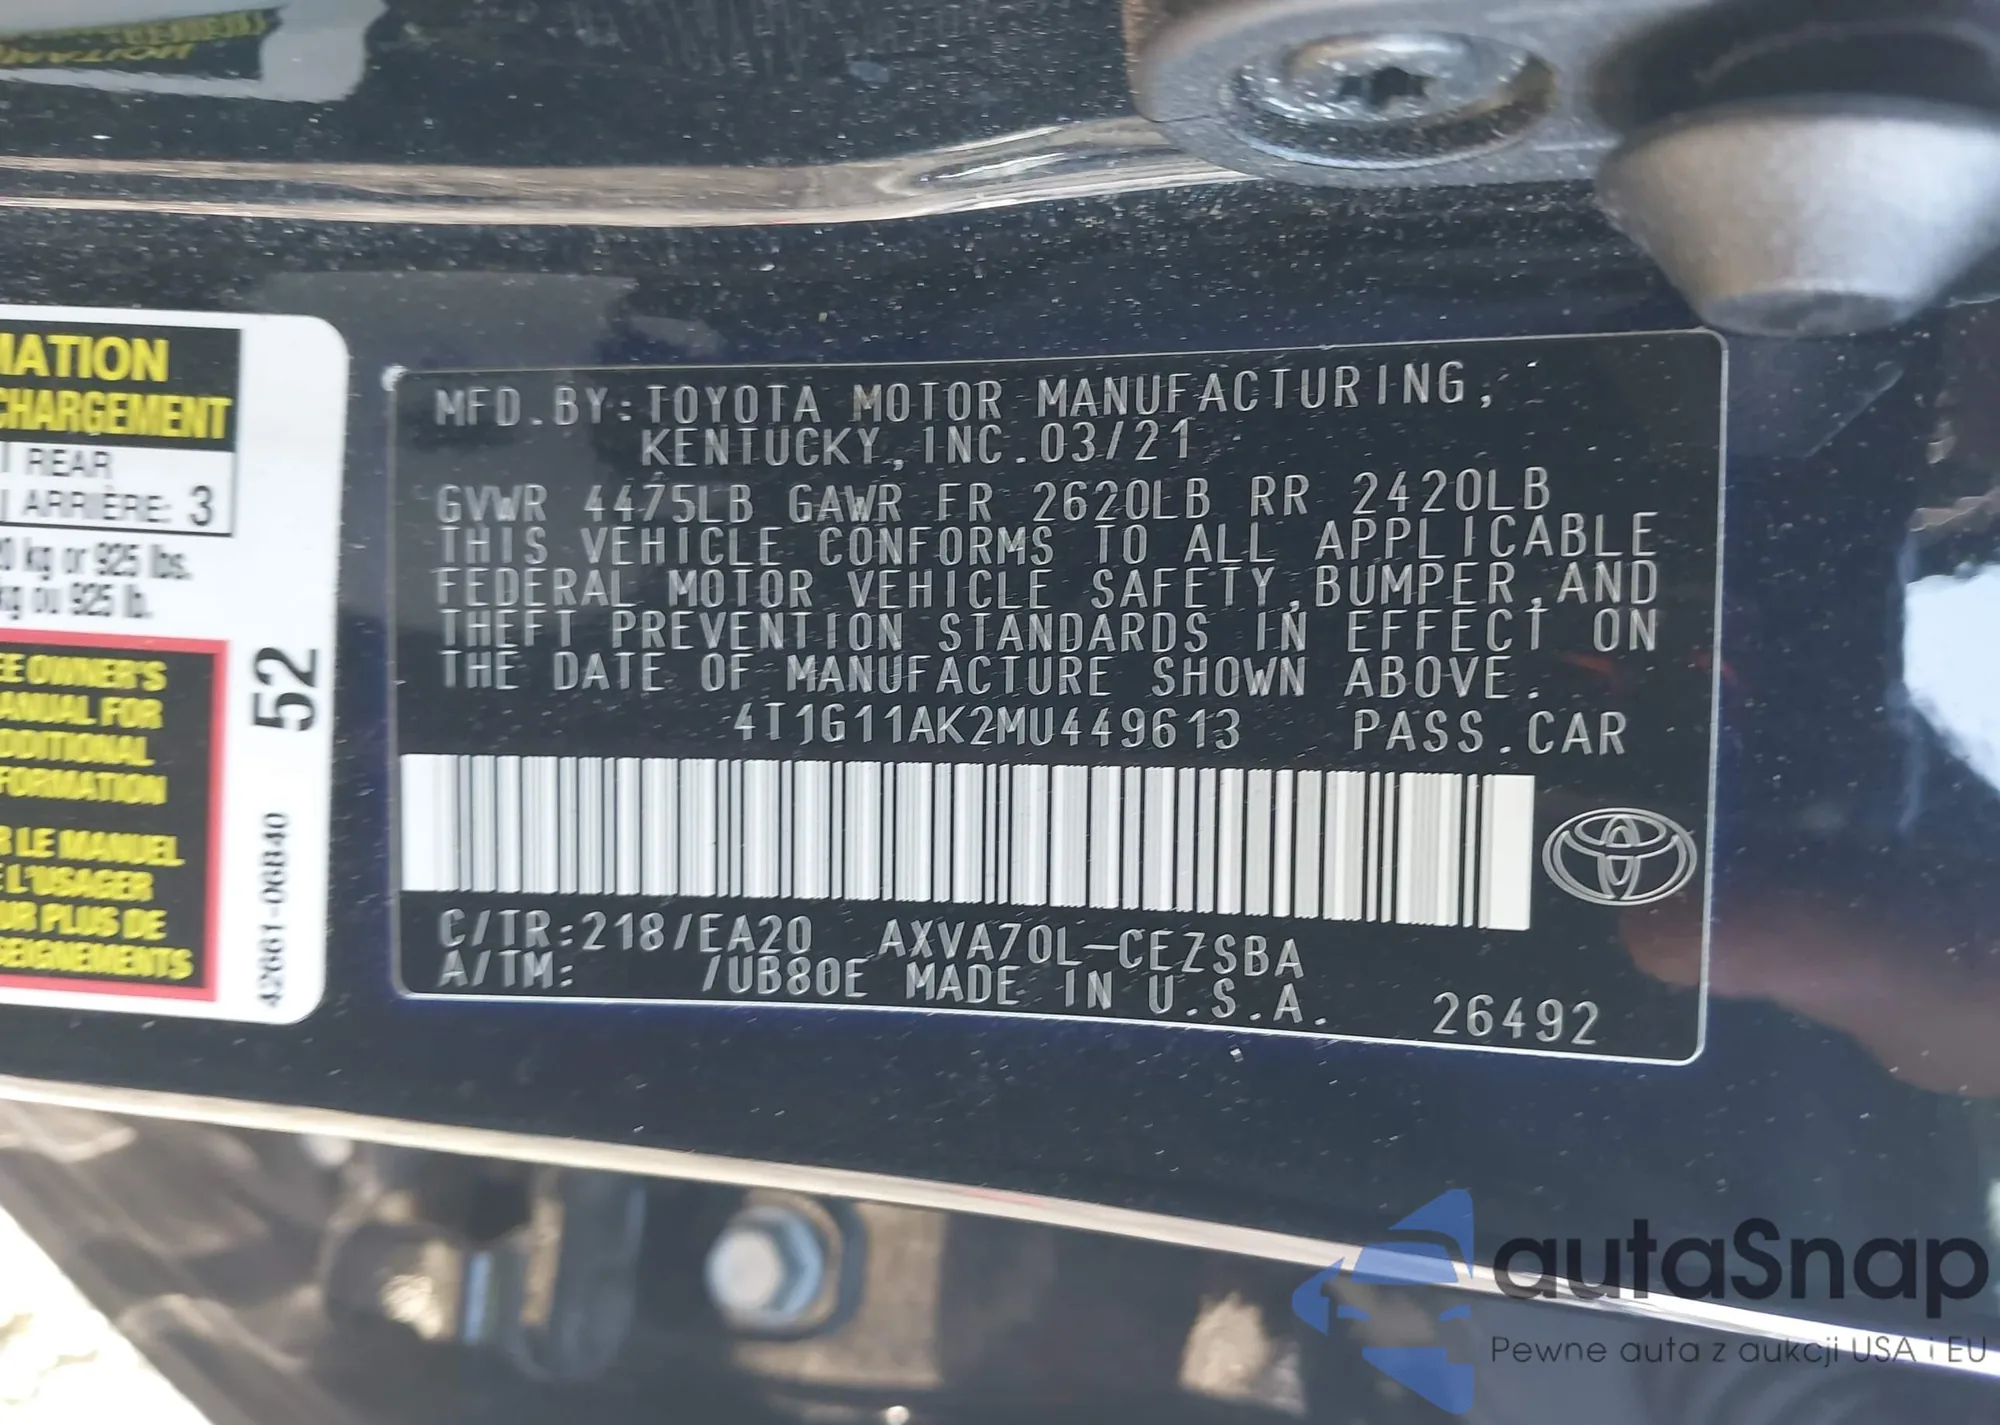 MATION
CHARGEMENT
REAR
ARRIÈRE: 3
kg or 925 lbs.
kg ou 925 lb.
OWNER'S
MANUAL FOR
ADDITIONAL
INFORMATION
LE MANUEL
L'USAGER
PLUS DE
52
42661-06B40
MFD.BY:TOYOTA MOTOR MANUFACTURING,
KENTUCKY, INC.03/21
GVWR 4475LB GAWR FR 2620LB RR 2420LB
THIS VEHICLE CONFORMS TO ALL APPLICABLE
FEDERAL MOTOR VEHICLE SAFETY,BUMPER,AND
THEFT PREVENTION STANDARDS IN EFFECT ON
THE DATE OF MANUFACTURE SHOWN ABOVE.
4T1G11AK2MU449613 PASS.CAR
C/TR:218/EA20 AXVA70L-CEZSBA
A/TM: /UB80E MADE IN U.S.A. 26492
autaSnap
Pewne auta z aukcji USA i EU